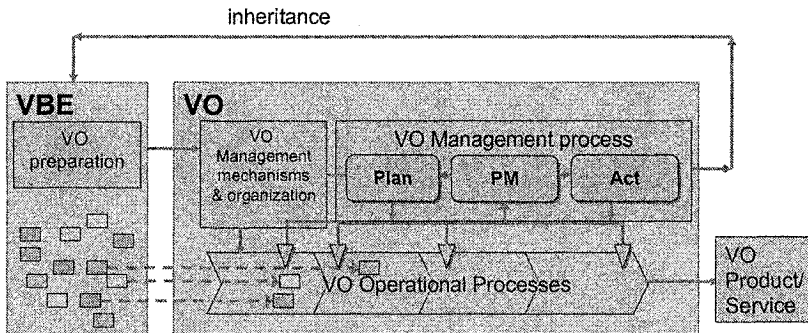 inheritance
VBE
VO
preparation
VO
VO
Management
mechanisms
& organization
VO Management process
Plan
PM
Act
VO Operational Processes
VO
Product/
Service